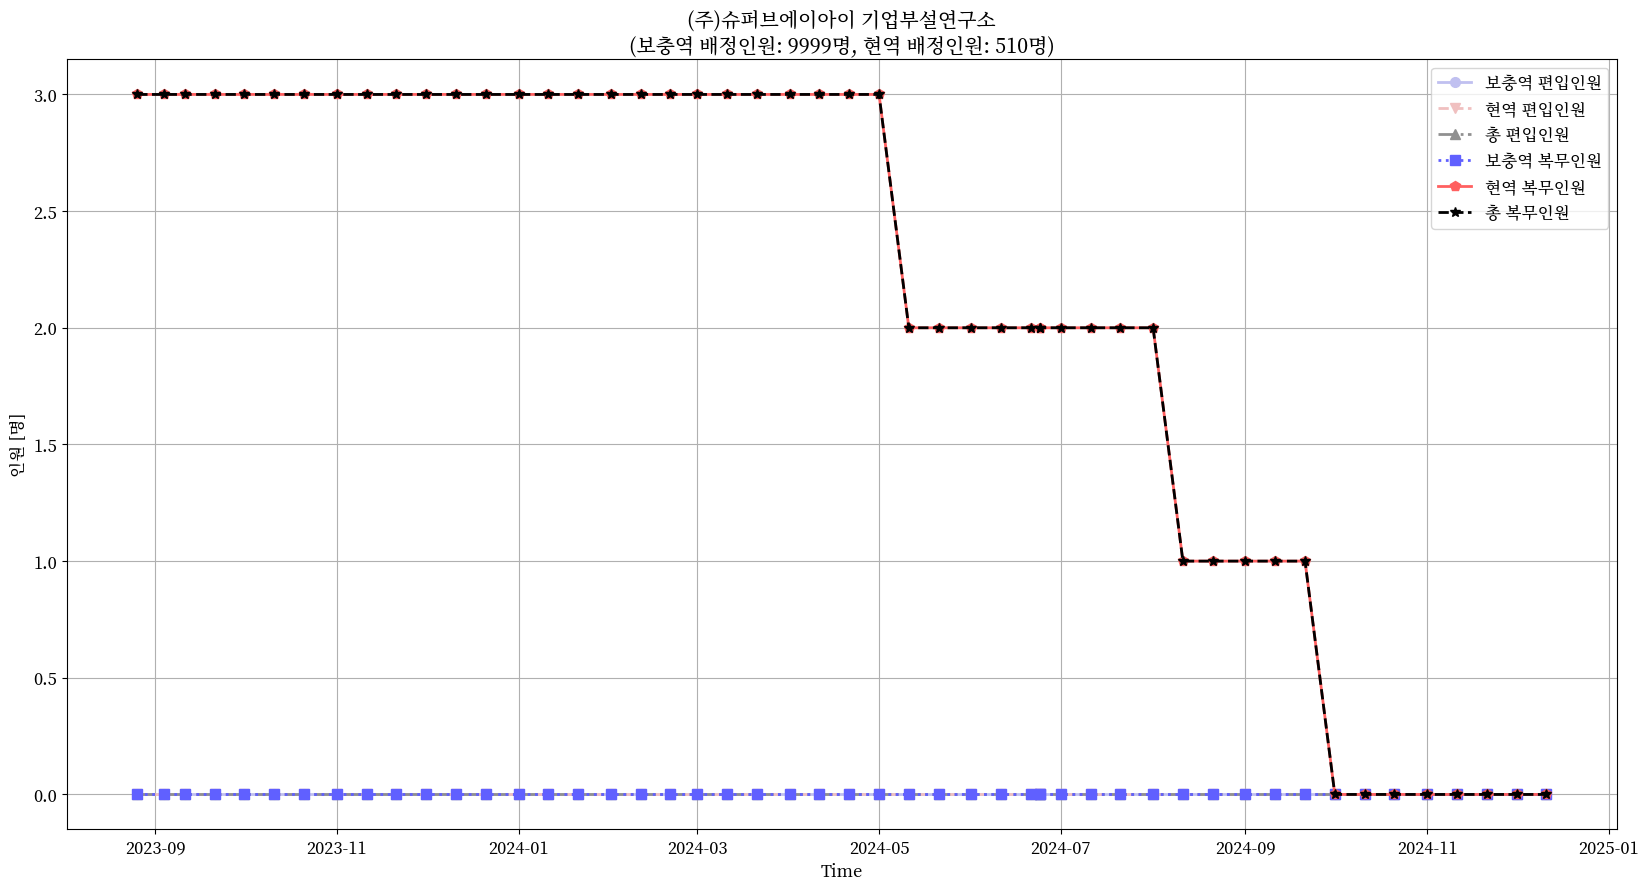 (주)슈퍼브에이아이 기업부설연구소
(보충역 배정인원: 9999명, 현역 배정인원: 510명)
보충역 편입인원
현역 편입인원
총 편입인원
보충역 복무인원
현역 복무인원
총 복무인원
인원 [명]
3.0
2.5
2.0
1.5
1.0
0.5
0.0
2023-09
2023-11
2024-01
2024-03
2024-05
2024-07
2024-09
2024-11
2025-01
Time